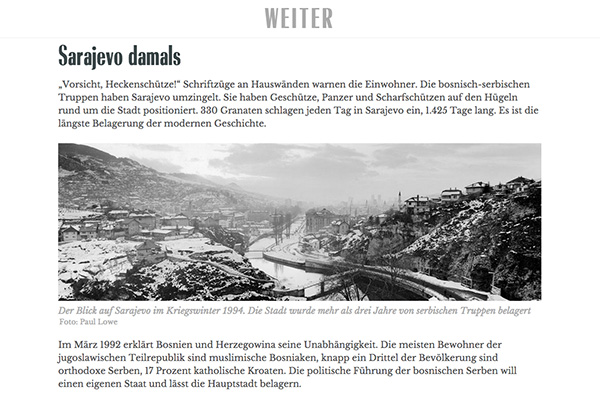 WEITER
Sarajevo damals
„Vorsicht, Heckenschütze!“ Schriftzüge an Hauswänden warnen die Einwohner. Die bosnisch-serbischen
Truppen haben Sarajevo umzingelt. Sie haben Geschütze, Panzer und Scharfschützen auf den Hügeln
rund um die Stadt positioniert. 330 Granaten schlagen jeden Tag in Sarajevo ein, 1.425 Tage lang. Es ist die
längste Belagerung der modernen Geschichte.
Der Blick auf Sarajevo im Kriegswinter 1994. Die Stadt wurde mehr als drei Jahre von serbischen Truppen belagert
Foto: Paul Lowe
Im März 1992 erklärt Bosnien und Herzegowina seine Unabhängigkeit. Die meisten Bewohner der
jugoslawischen Teilrepublik sind muslimische Bosniaken, knapp ein Drittel der Bevölkerung sind
orthodoxe Serben, 17 Prozent katholische Kroaten. Die politische Führung der bosnischen Serben will
einen eigenen Staat und lässt die Hauptstadt belagern.